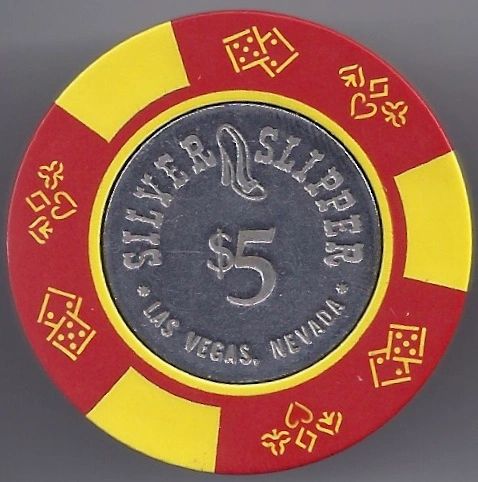 SILVER SLIPPER
$5
* LAS VEGAS, NEVADA *